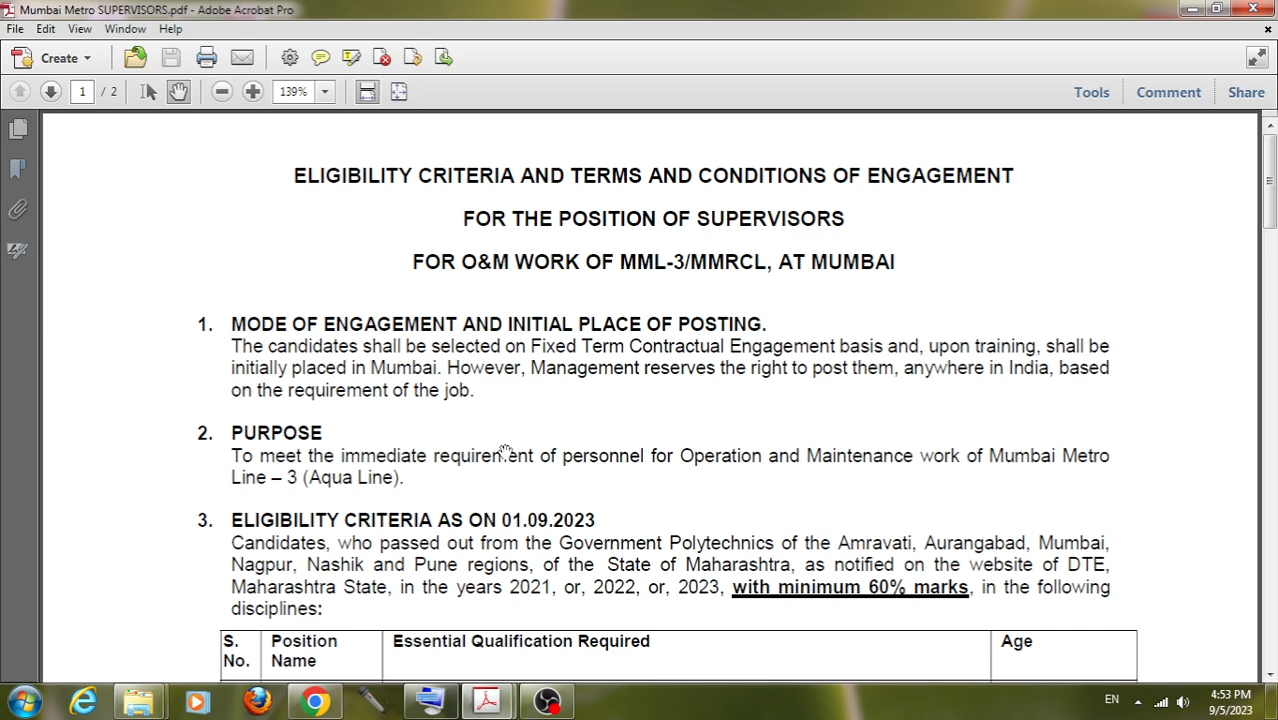 Mumbai Metro SUPERVISORS.pdf - Adobe Acrobat Pro
File Edit View Window Help
Create
1 / 2 139% Tools Comment Share
ELIGIBILITY CRITERIA AND TERMS AND CONDITIONS OF ENGAGEMENT
FOR THE POSITION OF SUPERVISORS
FOR O&M WORK OF MML-3/MMRCL, AT MUMBAI
1. MODE OF ENGAGEMENT AND INITIAL PLACE OF POSTING.
The candidates shall be selected on Fixed Term Contractual Engagement basis and, upon training, shall be
initially placed in Mumbai. However, Management reserves the right to post them, anywhere in India, based
on the requirement of the job.
2. PURPOSE
To meet the immediate requirement of personnel for Operation and Maintenance work of Mumbai Metro
Line – 3 (Aqua Line).
3. ELIGIBILITY CRITERIA AS ON 01.09.2023
Candidates, who passed out from the Government Polytechnics of the Amravati, Aurangabad, Mumbai,
Nagpur, Nashik and Pune regions, of the State of Maharashtra, as notified on the website of DTE,
Maharashtra State, in the years 2021, or, 2022, or, 2023, with minimum 60% marks, in the following
disciplines:
S. Position Essential Qualification Required Age
No. Name
EN 4:53 PM
9/5/2023